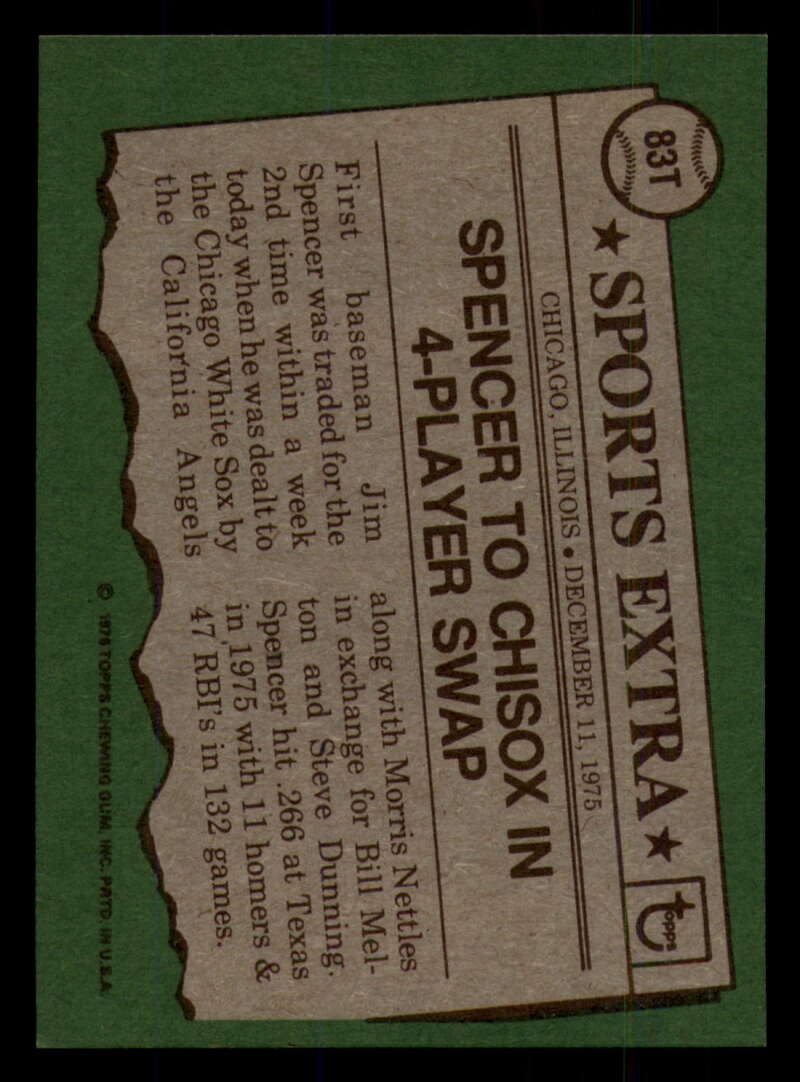 83T
★ SPORTS EXTRA ★
topps
CHICAGO, ILLINOIS • DECEMBER 11, 1975
SPENCER TO CHISOX IN
4-PLAYER SWAP
First baseman Jim
Spencer was traded for the
2nd time within a week
today when he was dealt to
the Chicago White Sox by
the California Angels
along with Morris Nettles
in exchange for Bill Mel-
ton and Steve Dunning.
Spencer hit .266 at Texas
in 1975 with 11 homers &
47 RBI's in 132 games.
© 1976 TOPPS CHEWING GUM, INC. PRTD. IN U.S.A.